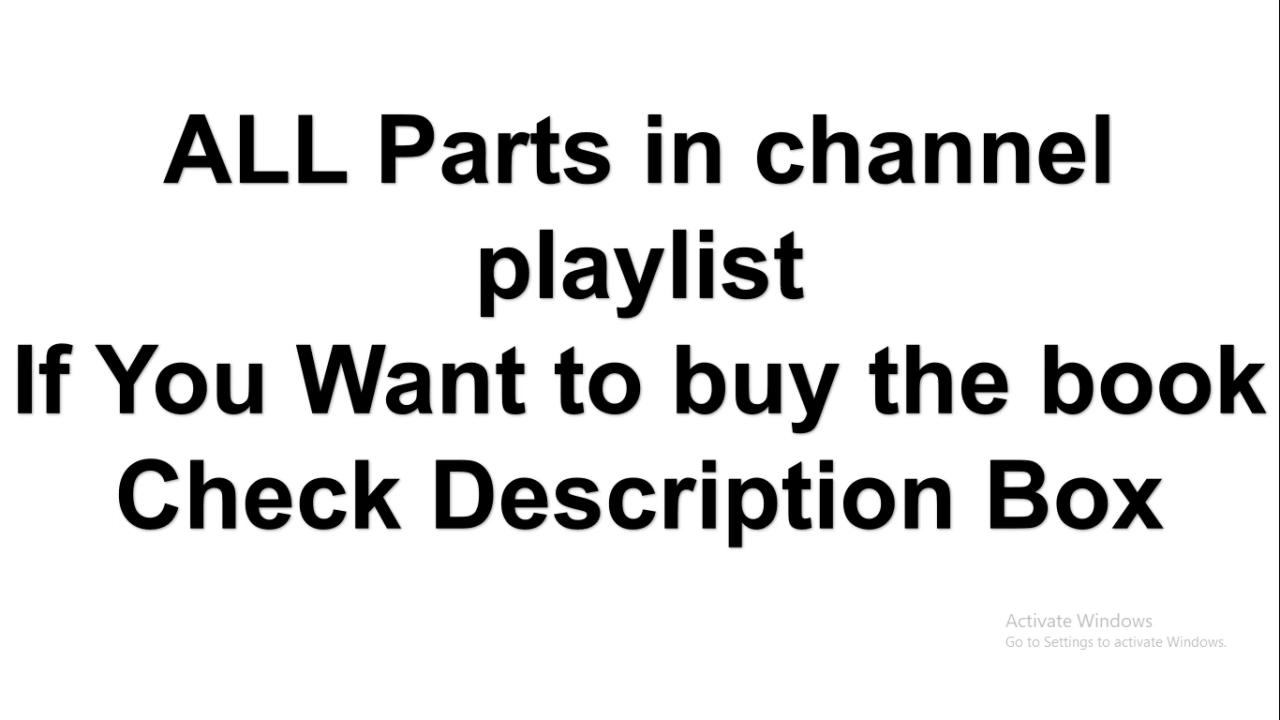 ALL Parts in channel
playlist
If You Want to buy the book
Check Description Box
Activate Windows
Go to Settings to activate Windows.